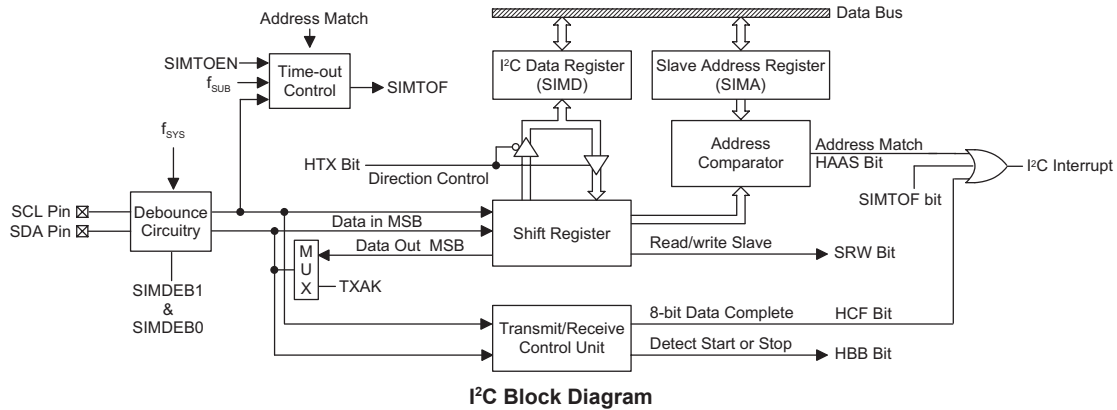 Data Bus
Address Match
SIMTOEN
fSUB
Time-out
Control
SIMTOF
I²C Data Register
(SIMD)
Slave Address Register
(SIMA)
fSYS
HTX Bit
Direction Control
Address
Comparator
Address Match
HAAS Bit
I²C Interrupt
SIMTOF bit
SCL Pin
SDA Pin
Debounce
Circuitry
Data in MSB
Shift Register
Data Out MSB
Read/write Slave
SRW Bit
M
U
X
TXAK
SIMDEB1
&
SIMDEB0
Transmit/Receive
Control Unit
8-bit Data Complete
HCF Bit
Detect Start or Stop
HBB Bit
I²C Block Diagram